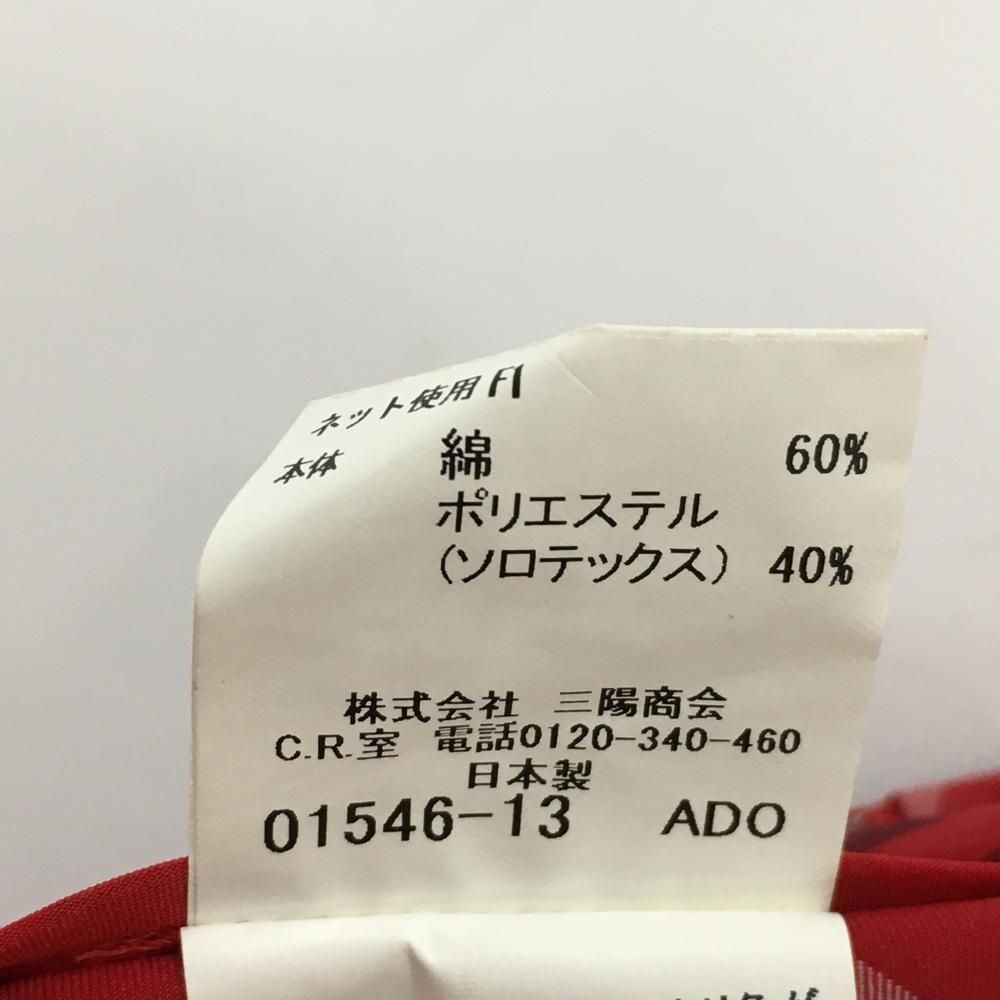 ネット使用 F1
本体 綿 60%
ポリエステル
(ソロテックス) 40%
株式会社 三陽商会
C.R.室 電話0120-340-460
日本製
01546-13 ADO